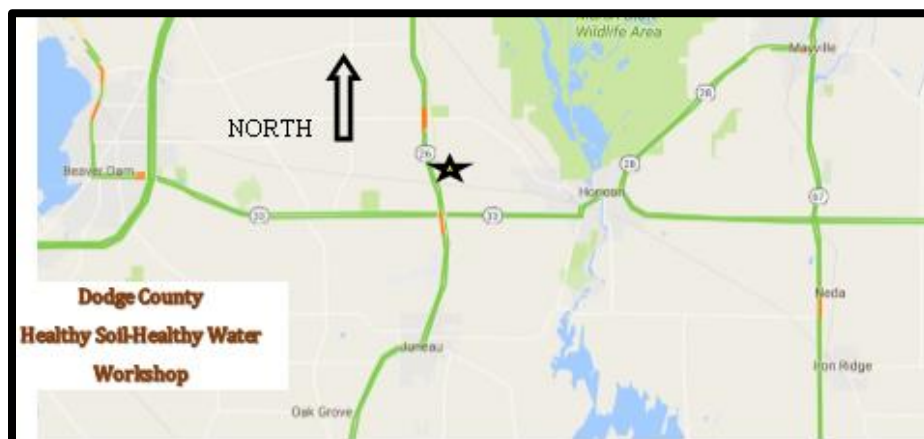 Wildlife Area
Mayville
28
NORTH
26
28
Beaver Dam
Horicon
67
33
33
Dodge County
Healthy Soil-Healthy Water
Workshop
Neda
Juneau
Iron Ridge
Oak Grove